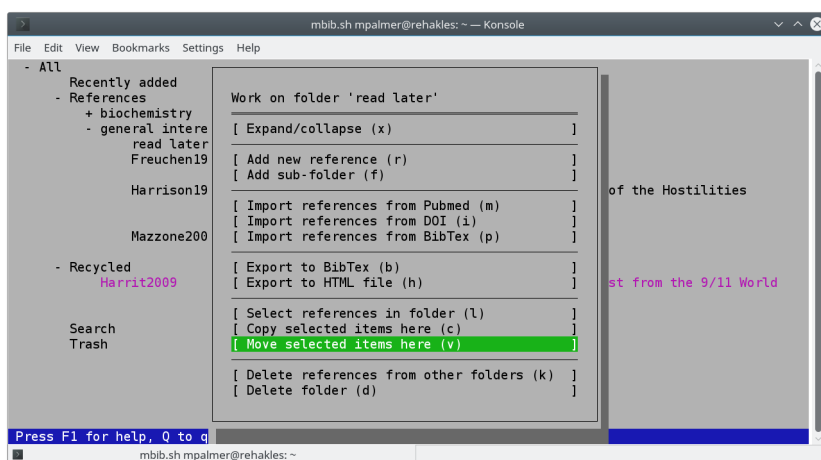 mbib.sh mpalmer@rehakles: ~ — Konsole
File Edit View Bookmarks Settings Help
- All
Recently added
- References
+ biochemistry
- general intere
read later
Freuchen19
Harrison19
of the Hostilities
Mazzone200
- Recycled
Harrit2009
st from the 9/11 World
Search
Trash
Work on folder 'read later'
[ Expand/collapse (x) ]
[ Add new reference (r) ]
[ Add sub-folder (f) ]
[ Import references from Pubmed (m) ]
[ Import references from DOI (i) ]
[ Import references from BibTex (p) ]
[ Export to BibTex (b) ]
[ Export to HTML file (h) ]
[ Select references in folder (l) ]
[ Copy selected items here (c) ]
[ Move selected items here (v) ]
[ Delete references from other folders (k) ]
[ Delete folder (d) ]
Press F1 for help, Q to q
mbib.sh mpalmer@rehakles: ~